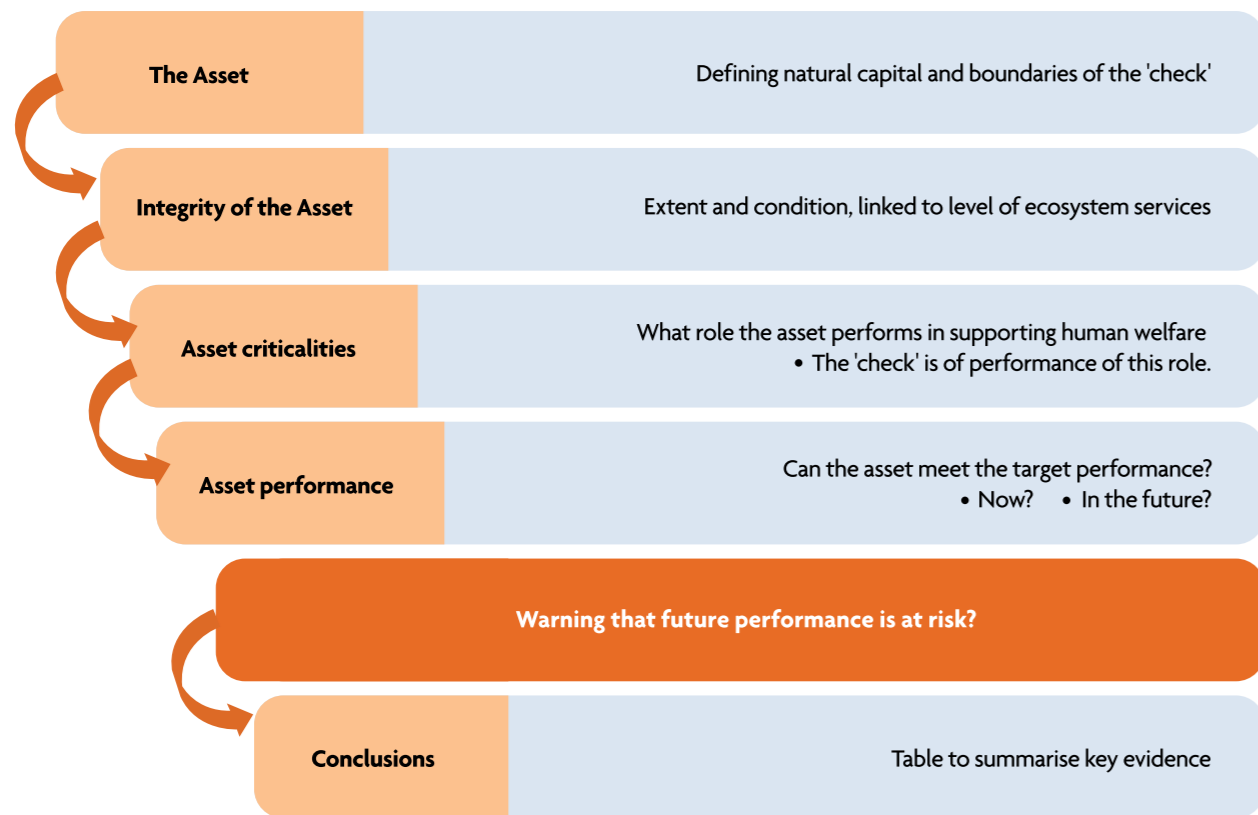 The Asset
Defining natural capital and boundaries of the 'check'
Integrity of the Asset
Extent and condition, linked to level of ecosystem services
Asset criticalities
What role the asset performs in supporting human welfare
• The 'check' is of performance of this role.
Asset performance
Can the asset meet the target performance?
• Now? • In the future?
Warning that future performance is at risk?
Conclusions
Table to summarise key evidence